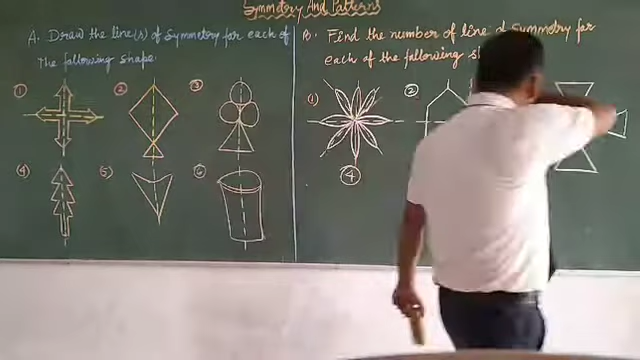 Symmetry And Patterns
A. Draw the line(s) of Symmetry for each of
The following shape.
① ② ③
④ ⑤ ⑥
B. Find the number of line of Symmetry for
each of the following
① ②
④